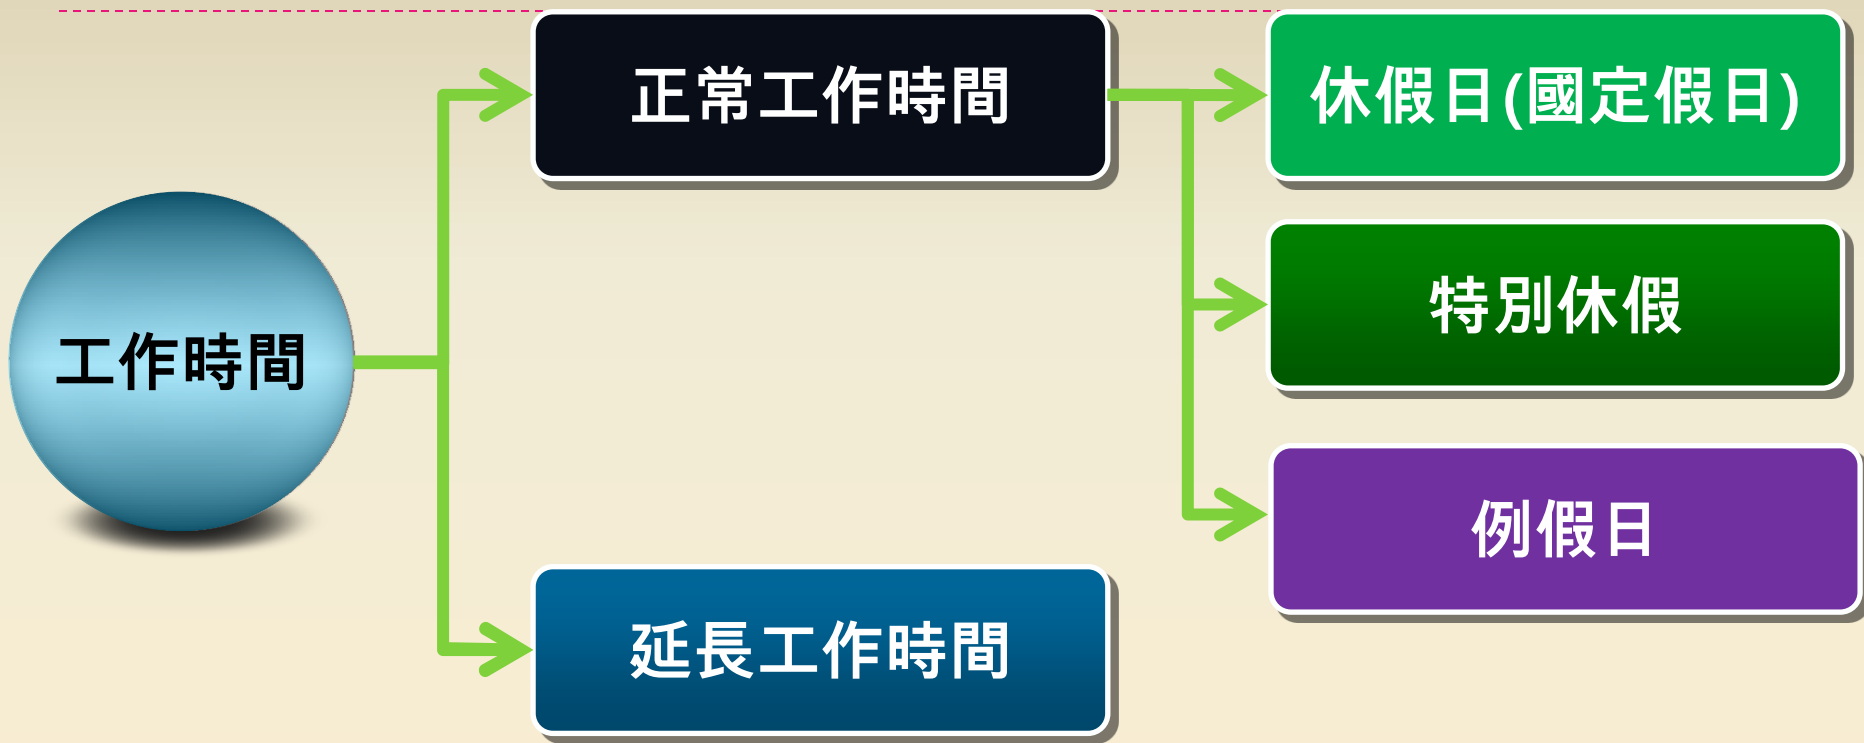 工作時間
正常工作時間
延長工作時間
休假日(國定假日)
特別休假
例假日